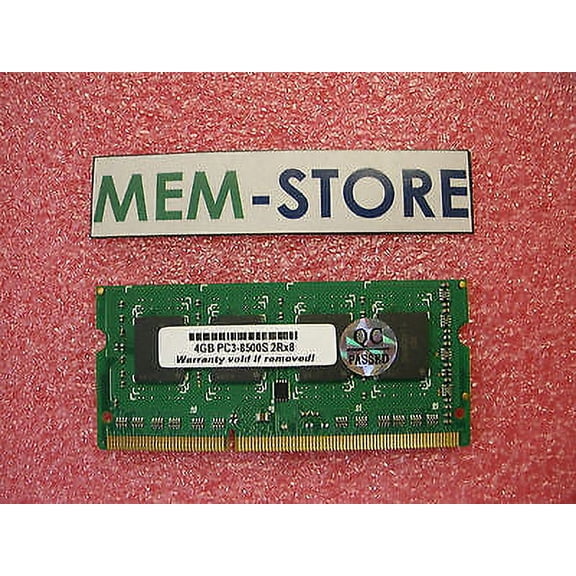 MEM-STORE
4GB PC3-8500S 2Rx8
Warranty void if removed!
QC
PASSED